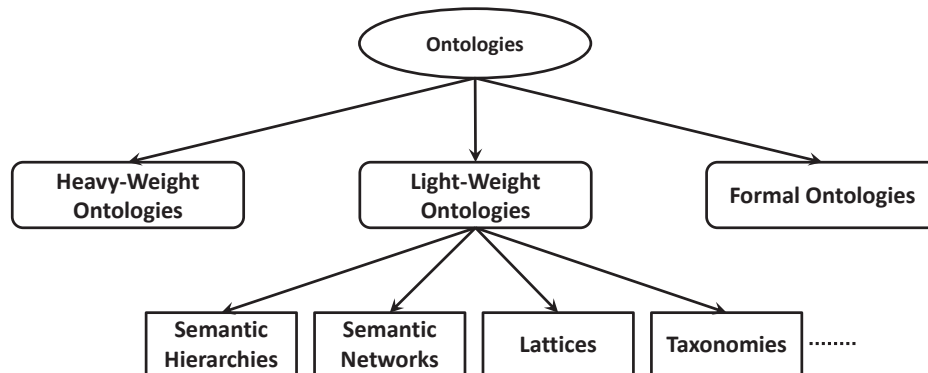 Ontologies
Heavy-Weight
Ontologies
Light-Weight
Ontologies
Formal Ontologies
Semantic
Hierarchies
Semantic
Networks
Lattices
Taxonomies
.........